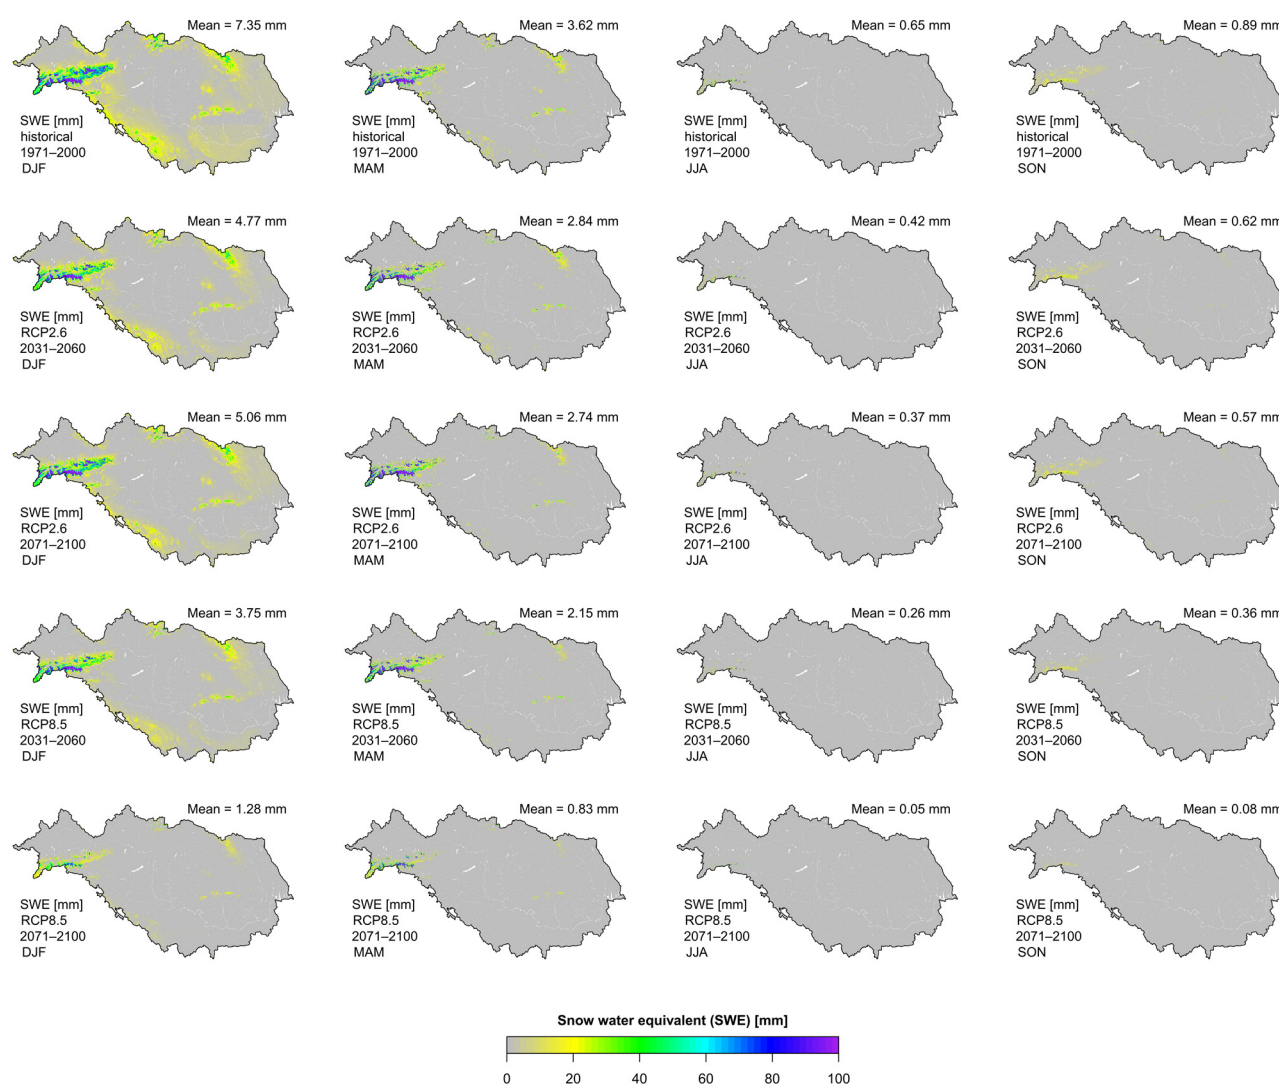 Mean = 7.35 mm
SWE [mm]
historical
1971–2000
DJF
Mean = 3.62 mm
SWE [mm]
historical
1971–2000
MAM
Mean = 0.65 mm
SWE [mm]
historical
1971–2000
JJA
Mean = 0.89 mm
SWE [mm]
historical
1971–2000
SON
Mean = 4.77 mm
SWE [mm]
RCP2.6
2031–2060
DJF
Mean = 2.84 mm
SWE [mm]
RCP2.6
2031–2060
MAM
Mean = 0.42 mm
SWE [mm]
RCP2.6
2031–2060
JJA
Mean = 0.62 mm
SWE [mm]
RCP2.6
2031–2060
SON
Mean = 5.06 mm
SWE [mm]
RCP2.6
2071–2100
DJF
Mean = 2.74 mm
SWE [mm]
RCP2.6
2071–2100
MAM
Mean = 0.37 mm
SWE [mm]
RCP2.6
2071–2100
JJA
Mean = 0.57 mm
SWE [mm]
RCP2.6
2071–2100
SON
Mean = 3.75 mm
SWE [mm]
RCP8.5
2031–2060
DJF
Mean = 2.15 mm
SWE [mm]
RCP8.5
2031–2060
MAM
Mean = 0.26 mm
SWE [mm]
RCP8.5
2031–2060
JJA
Mean = 0.36 mm
SWE [mm]
RCP8.5
2031–2060
SON
Mean = 1.28 mm
SWE [mm]
RCP8.5
2071–2100
DJF
Mean = 0.83 mm
SWE [mm]
RCP8.5
2071–2100
MAM
Mean = 0.05 mm
SWE [mm]
RCP8.5
2071–2100
JJA
Mean = 0.08 mm
SWE [mm]
RCP8.5
2071–2100
SON
Snow water equivalent (SWE) [mm]
0 20 40 60 80 100